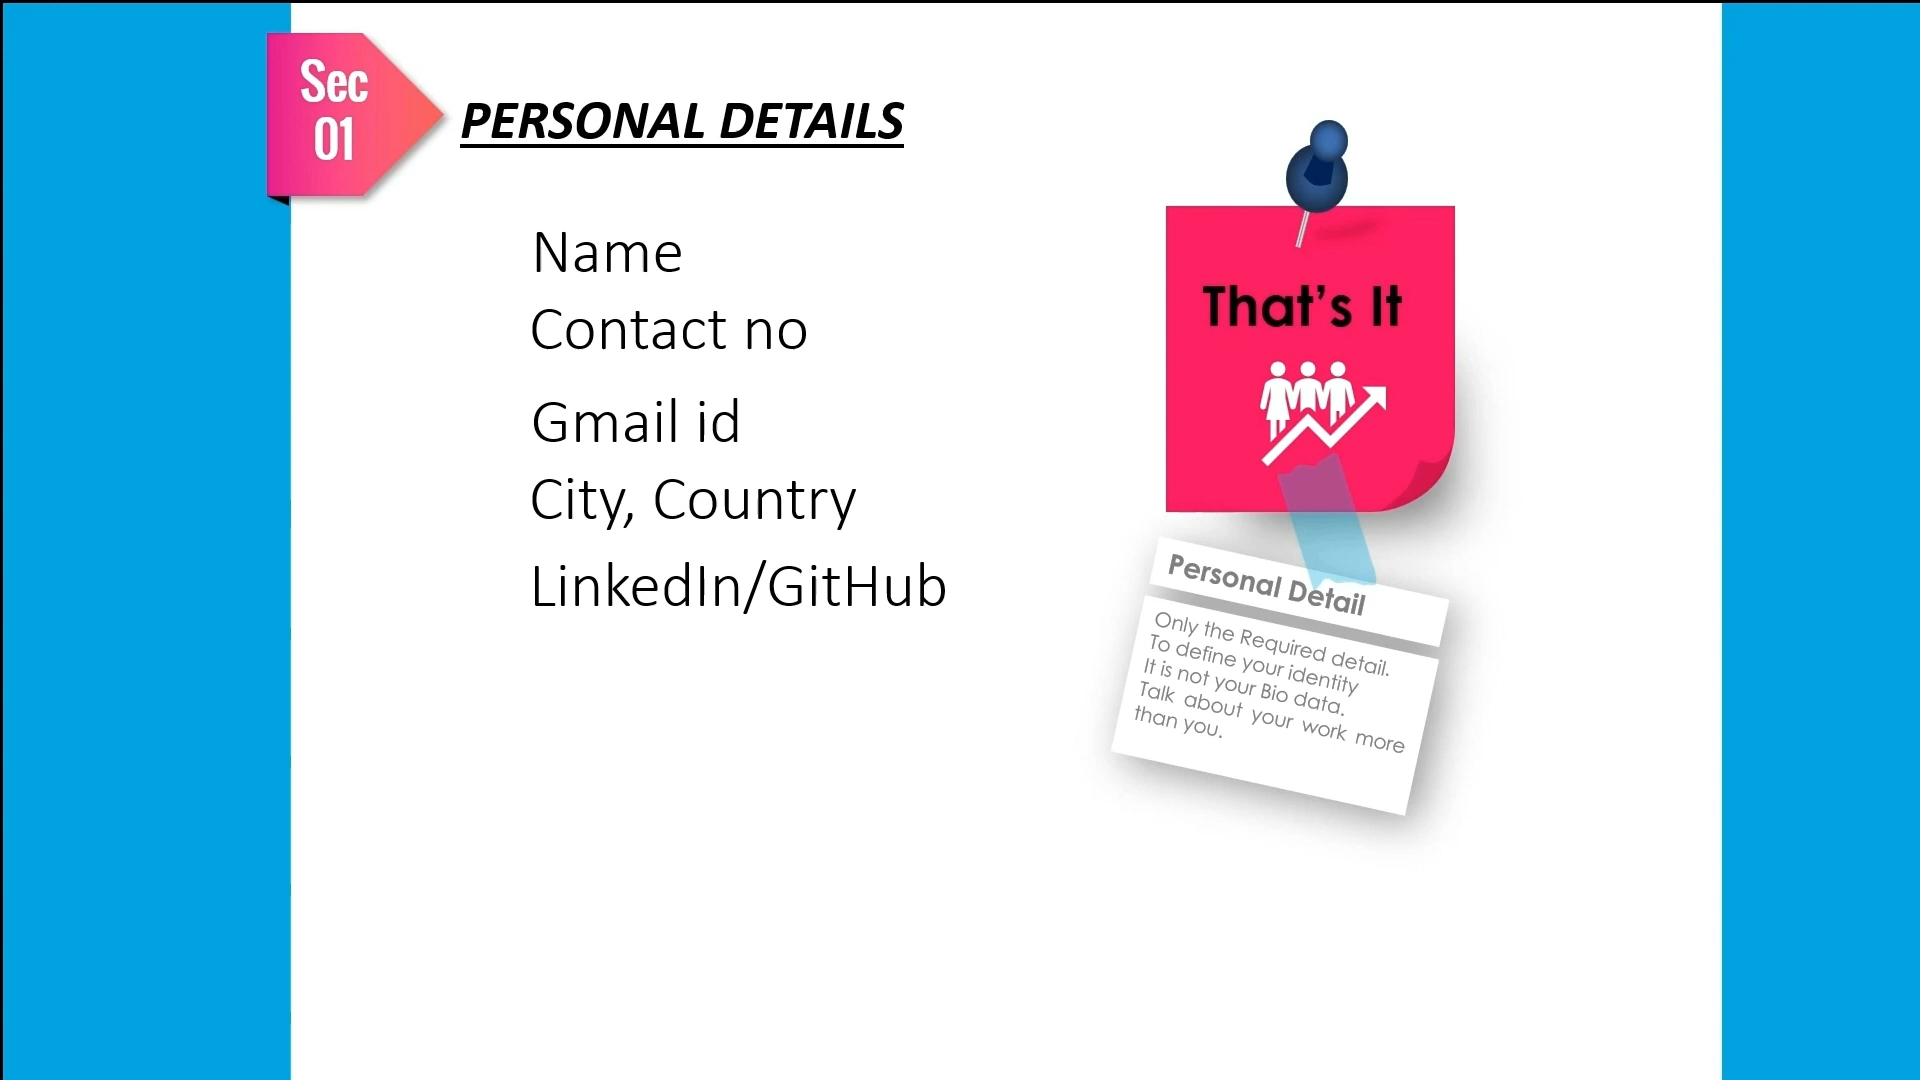 Sec
01
PERSONAL DETAILS
Name
Contact no
Gmail id
City, Country
LinkedIn/GitHub
That’s It
Personal Detail
Only the Required detail.
To define your identity
It is not your Bio data.
Talk about your work more
than you.